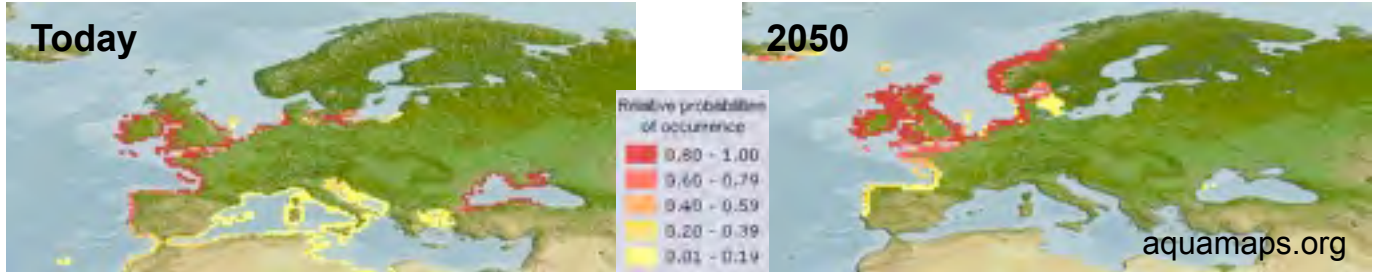 Today
2050
Relative probabilities
of occurrence
0.80 - 1.00
0.60 - 0.79
0.40 - 0.59
0.20 - 0.39
0.01 - 0.19
aquamaps.org